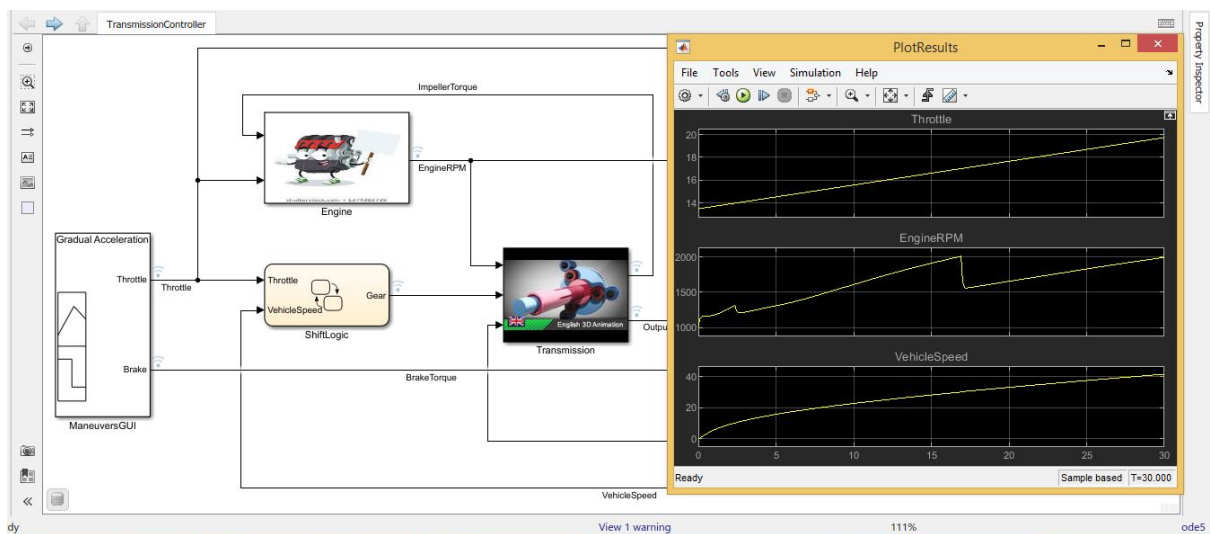 TransmissionController
Property Inspector
PlotResults
File Tools View Simulation Help
ImpellerTorque
EngineRPM
Engine
Gradual Acceleration
Throttle
Throttle
Brake
ManeuversGUI
Throttle
VehicleSpeed
Gear
ShiftLogic
English 3D Animation
Transmission
Outpu
BrakeTorque
VehicleSpeed
Throttle
20
18
16
14
EngineRPM
2000
1500
1000
VehicleSpeed
40
20
0
0 5 10 15 20 25 30
Ready Sample based T=30.000
dy View 1 warning 111% ode5